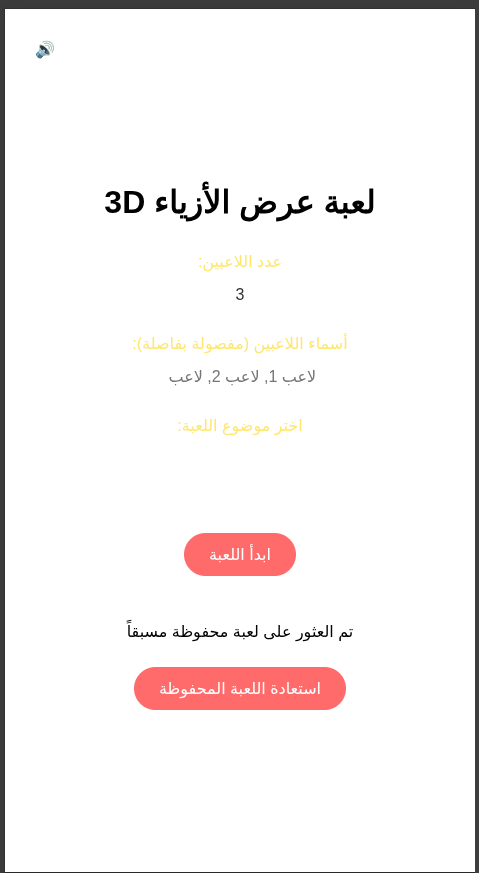 لعبة عرض الأزياء 3D
عدد اللاعبين:
3
أسماء اللاعبين (مفصولة بفاصلة):
لاعب 1, لاعب 2, لاعب
اختر موضوع اللعبة:
ابدأ اللعبة
تم العثور على لعبة محفوظة مسبقاً
استعادة اللعبة المحفوظة